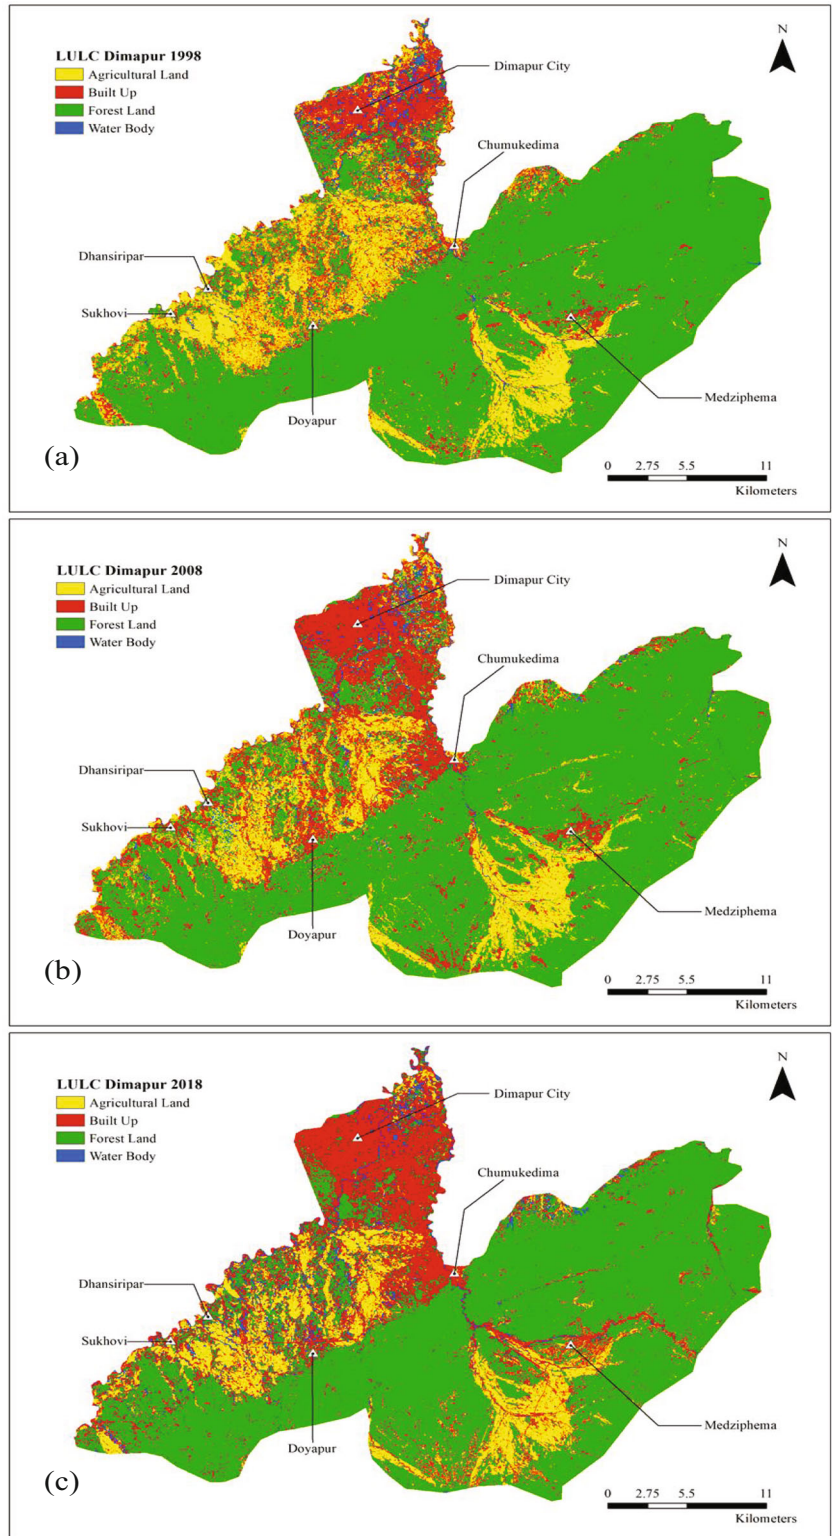 LULC Dimapur 1998
Agricultural Land
Built Up
Forest Land
Water Body
Dimapur City
N
Chumukedima
Dhansiripar
Sukhovi
Doyapur
Medziphema
(a)
0 2.75 5.5 11
Kilometers
LULC Dimapur 2008
Agricultural Land
Built Up
Forest Land
Water Body
Dimapur City
N
Chumukedima
Dhansiripar
Sukhovi
Doyapur
Medziphema
(b)
0 2.75 5.5 11
Kilometers
LULC Dimapur 2018
Agricultural Land
Built Up
Forest Land
Water Body
Dimapur City
N
Chumukedima
Dhansiripar
Sukhovi
Doyapur
Medziphema
(c)
0 2.75 5.5 11
Kilometers